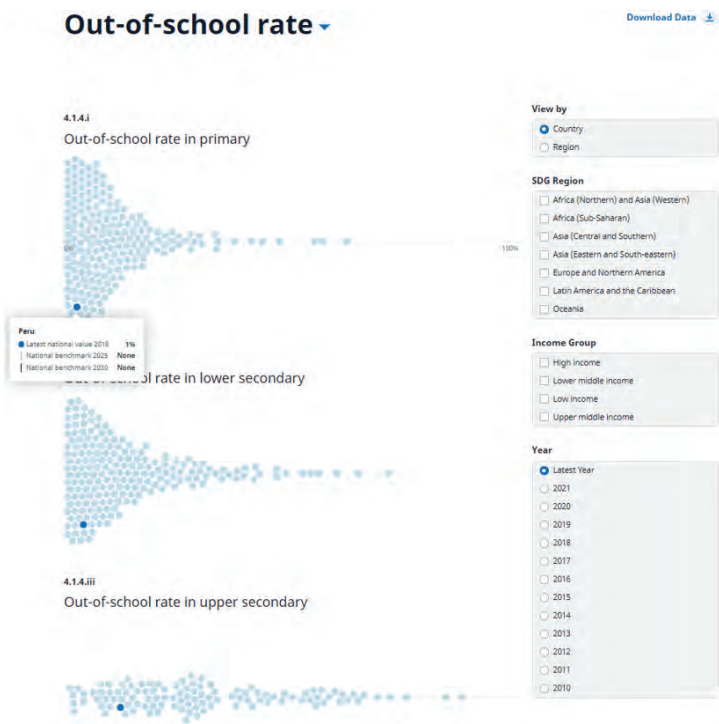 Out-of-school rate
Download Data
4.1.4.i
Out-of-school rate in primary
0%
100%
Peru
Latest national value 2018 1%
National benchmark 2025 None
National benchmark 2030 None
Out-of-school rate in lower secondary
4.1.4.iii
Out-of-school rate in upper secondary
View by
Country
Region
SDG Region
Africa (Northern) and Asia (Western)
Africa (Sub-Saharan)
Asia (Central and Southern)
Asia (Eastern and South-eastern)
Europe and Northern America
Latin America and the Caribbean
Oceania
Income Group
High income
Lower middle income
Low income
Upper middle income
Year
Latest Year
2021
2020
2019
2018
2017
2016
2015
2014
2013
2012
2011
2010